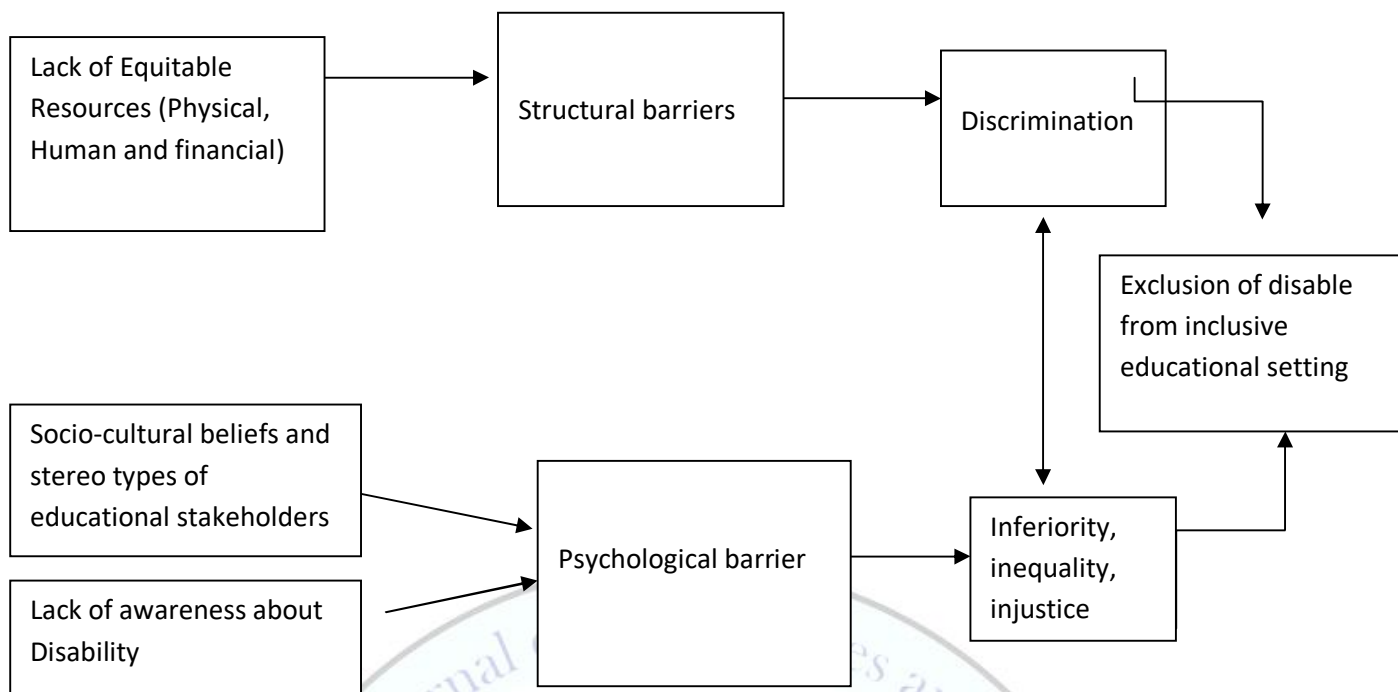 Lack of Equitable
Resources (Physical,
Human and financial)
Structural barriers
Discrimination
Exclusion of disable
from inclusive
educational setting
Socio-cultural beliefs and
stereo types of
educational stakeholders
Psychological barrier
Inferiority,
inequality,
injustice
Lack of awareness about
Disability